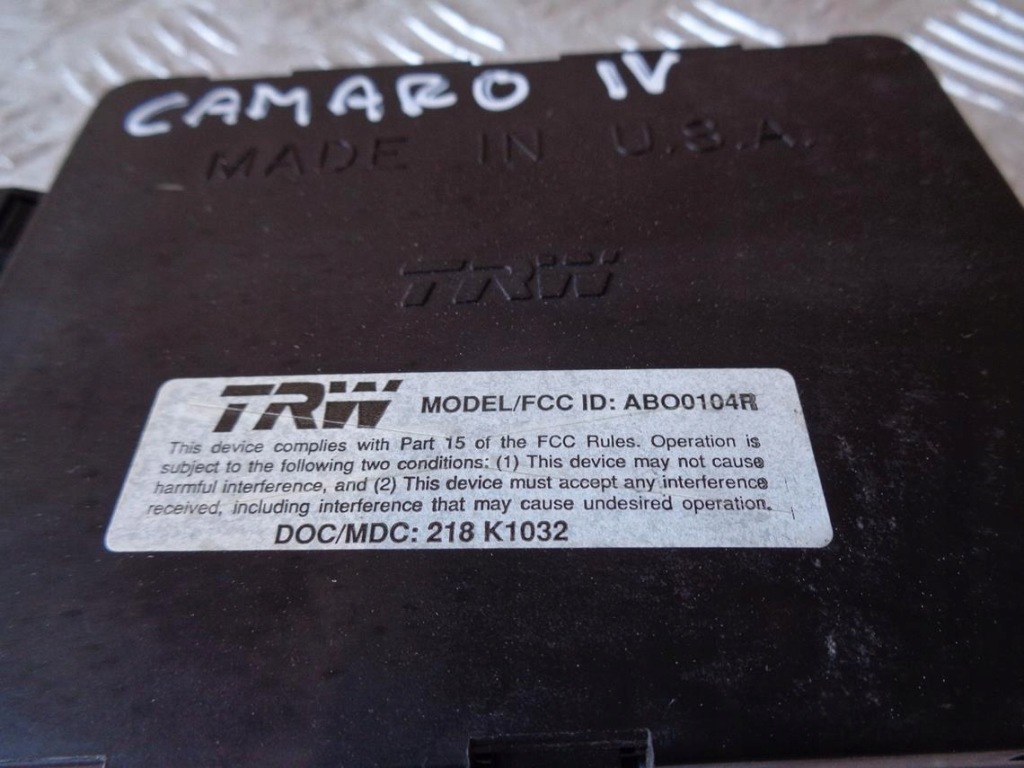 CAMARO IV
MADE IN U.S.A.
TRW
TRW MODEL/FCC ID: ABO0104R
This device complies with Part 15 of the FCC Rules. Operation is
subject to the following two conditions: (1) This device may not cause
harmful interference, and (2) This device must accept any interference
received, including interference that may cause undesired operation.
DOC/MDC: 218 K1032